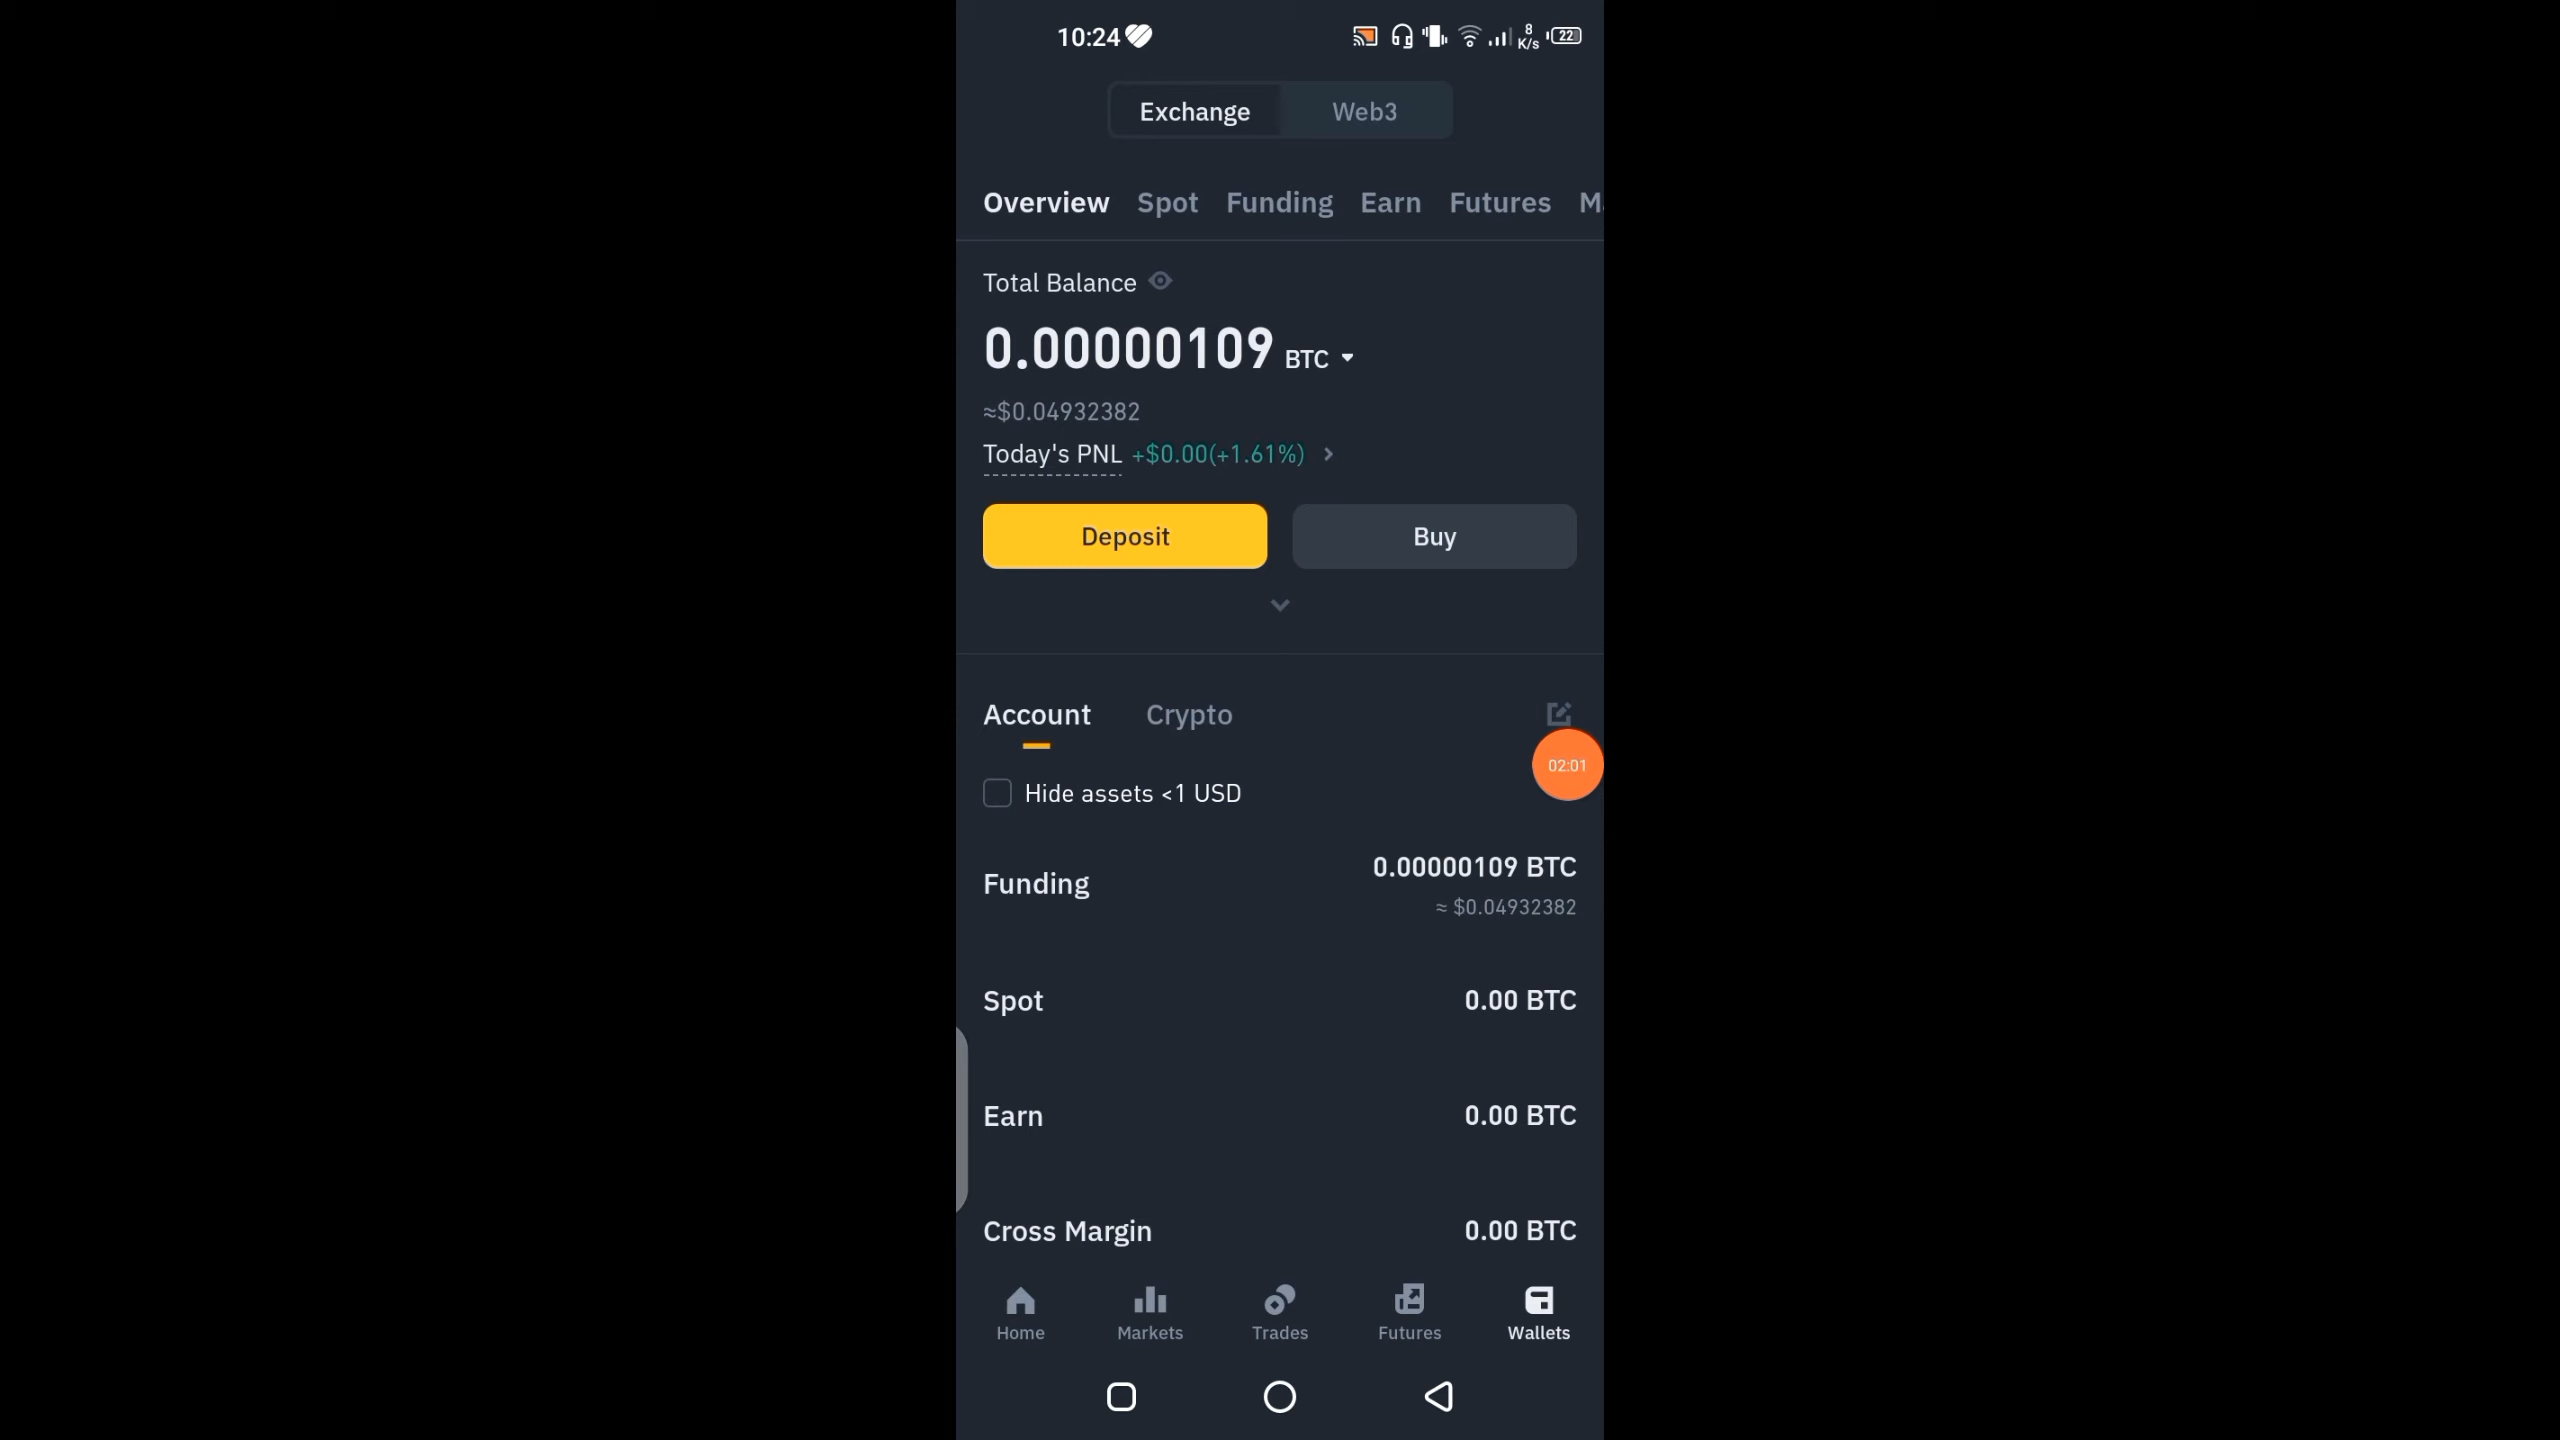 10:24
8
K/s
22
Exchange Web3
Overview Spot Funding Earn Futures
Total Balance
0.00000109 BTC
≈$0.04932382
Today's PNL +$0.00(+1.61%)
Deposit Buy
Account Crypto
02:01
Hide assets <1 USD
Funding 0.00000109 BTC
≈ $0.04932382
Spot 0.00 BTC
Earn 0.00 BTC
Cross Margin 0.00 BTC
Home Markets Trades Futures Wallets